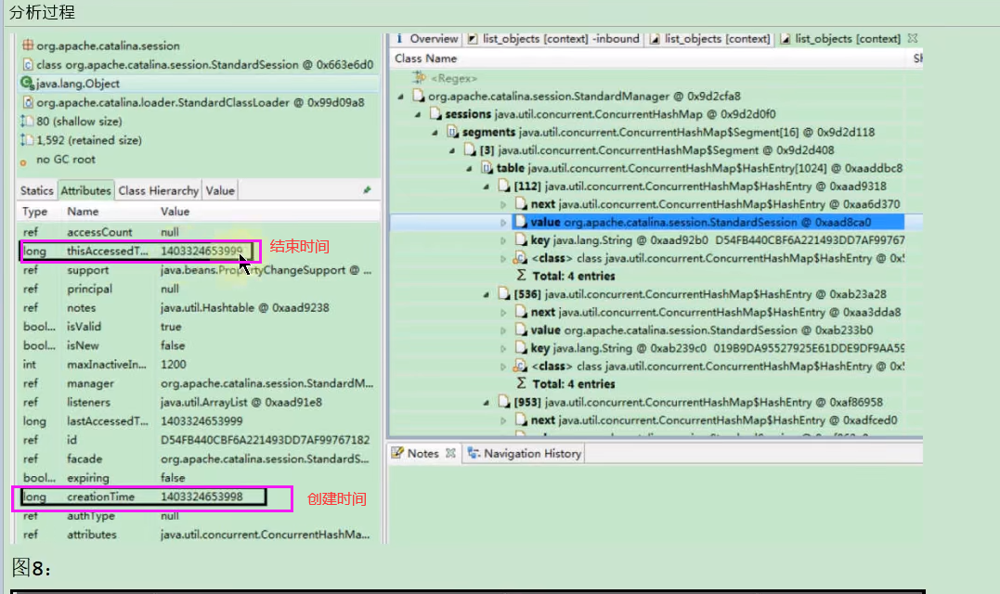 分析过程
org.apache.catalina.session
class org.apache.catalina.session.StandardSession @ 0x663e6d0
java.lang.Object
org.apache.catalina.loader.StandardClassLoader @ 0x99d09a8
80 (shallow size)
1,592 (retained size)
no GC root
Statics Attributes Class Hierarchy Value
Type Name Value
ref accessCount null
long thisAccessedT... 1403324653999 结束时间
ref support java.beans.PropertyChangeSupport @ ...
ref principal null
ref notes java.util.Hashtable @ 0xaad9238
bool... isValid true
bool... isNew false
int maxInactiveIn... 1200
ref manager org.apache.catalina.session.StandardM...
ref listeners java.util.ArrayList @ 0xaad91e8
long lastAccessedT... 1403324653999
ref id D54FB440CBF6A221493DD7AF99767182
ref facade org.apache.catalina.session.StandardS...
bool... expiring false
long creationTime 1403324653998 创建时间
ref authType null
ref attributes java.util.concurrent.ConcurrentHashMa...
i Overview list_objects [context] -inbound list_objects [context] list_objects [context]
Class Name Sh
<Regex>
org.apache.catalina.session.StandardManager @ 0x9d2cfa8
sessions java.util.concurrent.ConcurrentHashMap @ 0x9d2d0f0
segments java.util.concurrent.ConcurrentHashMap$Segment[16] @ 0x9d2d118
[3] java.util.concurrent.ConcurrentHashMap$Segment @ 0x9d2d408
table java.util.concurrent.ConcurrentHashMap$HashEntry[1024] @ 0xaaddbc8
[112] java.util.concurrent.ConcurrentHashMap$HashEntry @ 0xaad9318
next java.util.concurrent.ConcurrentHashMap$HashEntry @ 0xaa6d370
value org.apache.catalina.session.StandardSession @ 0xaad8ca0
key java.lang.String @ 0xaad92b0 D54FB440CBF6A221493DD7AF99767
<class> class java.util.concurrent.ConcurrentHashMap$HashEntry @ 0x
Σ Total: 4 entries
[536] java.util.concurrent.ConcurrentHashMap$HashEntry @ 0xab23a28
next java.util.concurrent.ConcurrentHashMap$HashEntry @ 0xaa3dda8
value org.apache.catalina.session.StandardSession @ 0xab233b0
key java.lang.String @ 0xab239c0 019B9DA95527925E61DDE9DF9AA59
<class> class java.util.concurrent.ConcurrentHashMap$HashEntry @ 0x
Σ Total: 4 entries
[953] java.util.concurrent.ConcurrentHashMap$HashEntry @ 0xaf86958
next java.util.concurrent.ConcurrentHashMap$HashEntry @ 0xadfced0
Notes Navigation History
图8：